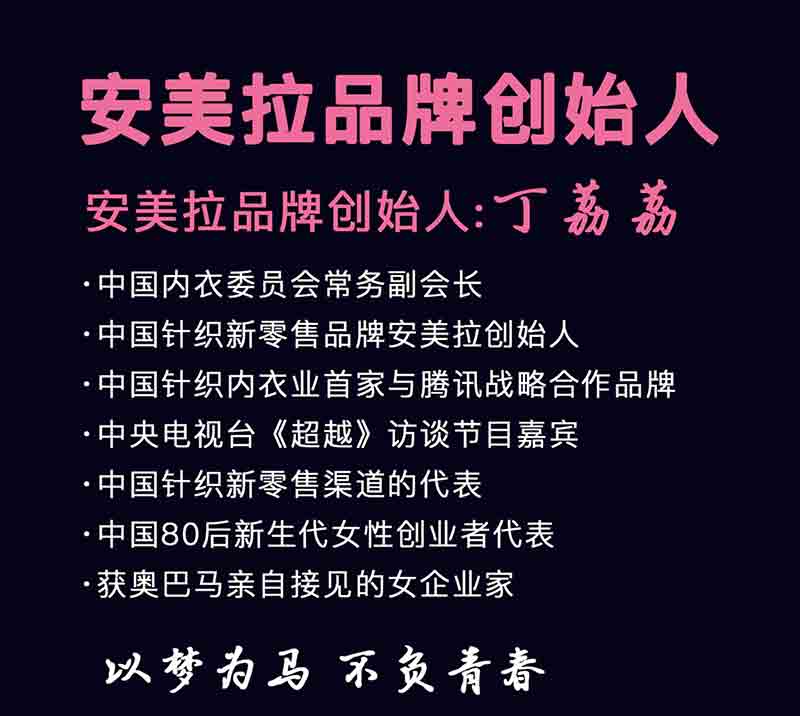 安美拉品牌创始人
安美拉品牌创始人:丁荔荔
·中国内衣委员会常务副会长
·中国针织新零售品牌安美拉创始人
·中国针织内衣业首家与腾讯战略合作品牌
·中央电视台《超越》访谈节目嘉宾
·中国针织新零售渠道的代表
·中国80后新生代女性创业者代表
·获奥巴马亲自接见的女企业家
以梦为马 不负青春